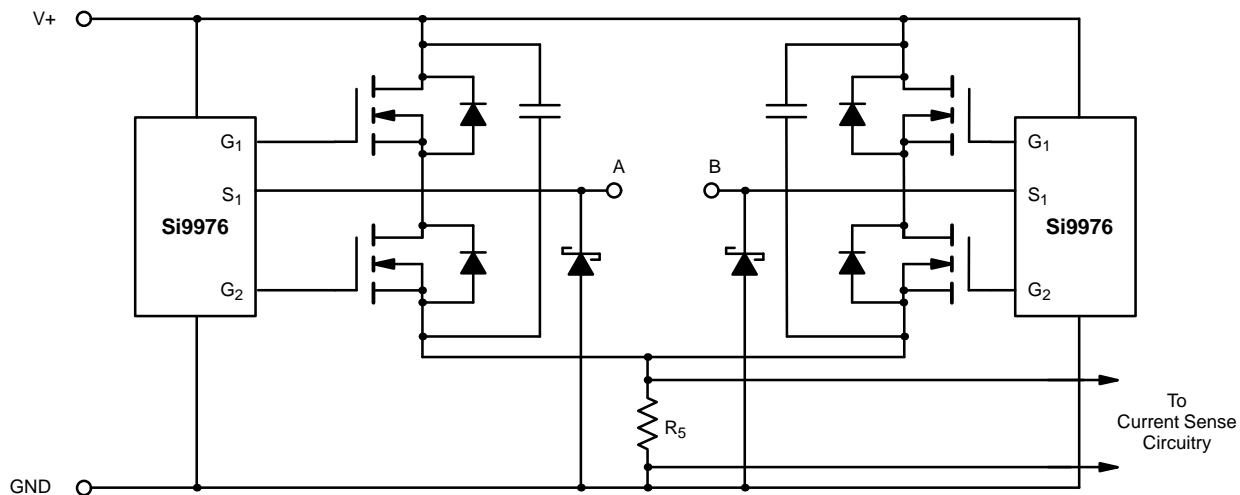 V+
A
B
G1
S1
Si9976
G2
G1
S1
Si9976
G2
R5
To
Current Sense
Circuitry
GND